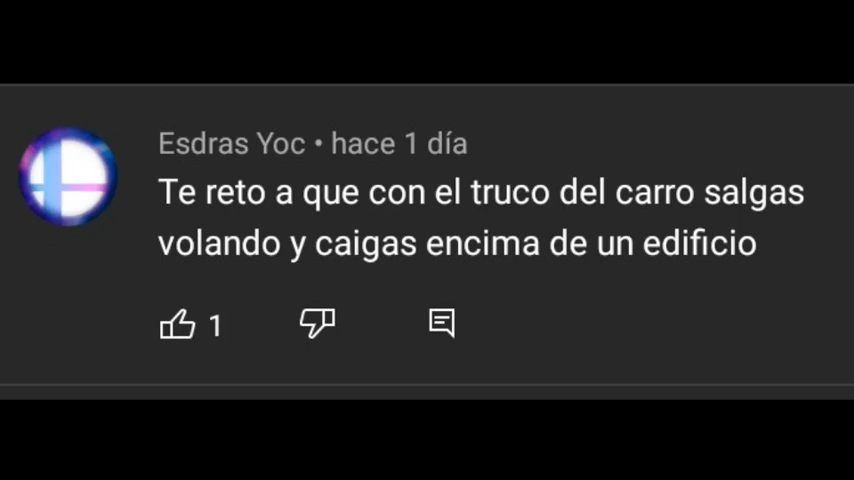 Esdras Yoc • hace 1 día
Te reto a que con el truco del carro salgas
volando y caigas encima de un edificio
1